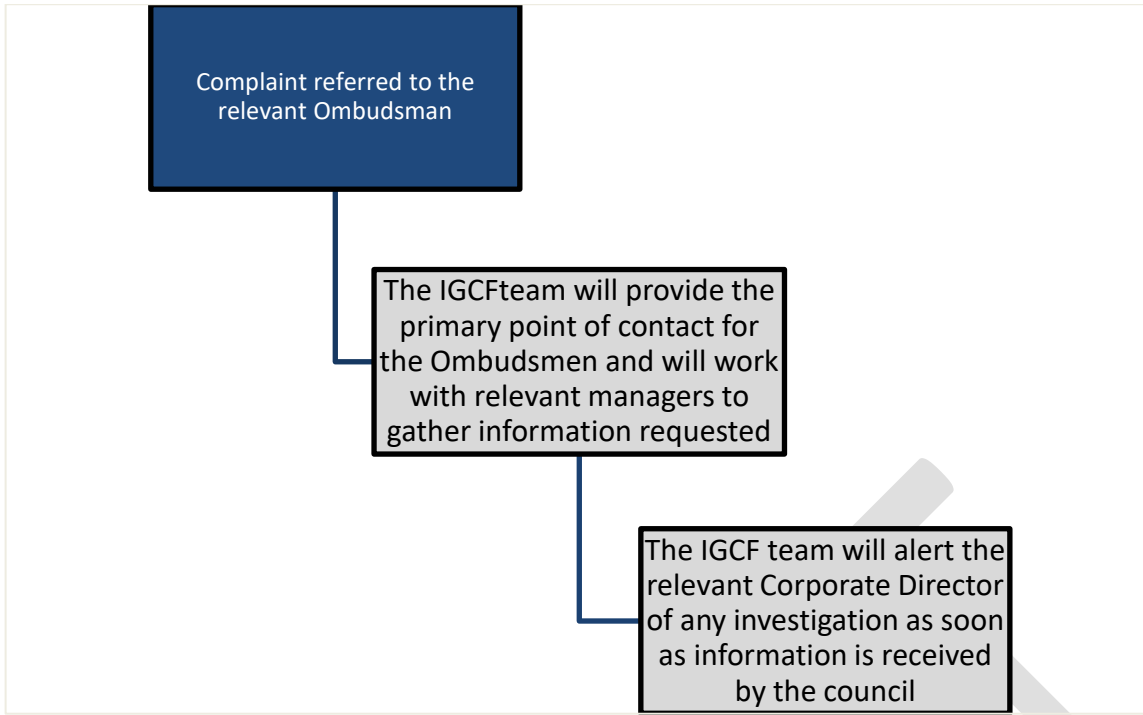 Complaint referred to the
relevant Ombudsman
The IGCFteam will provide the
primary point of contact for
the Ombudsmen and will work
with relevant managers to
gather information requested
The IGCF team will alert the
relevant Corporate Director
of any investigation as soon
as information is received
by the council